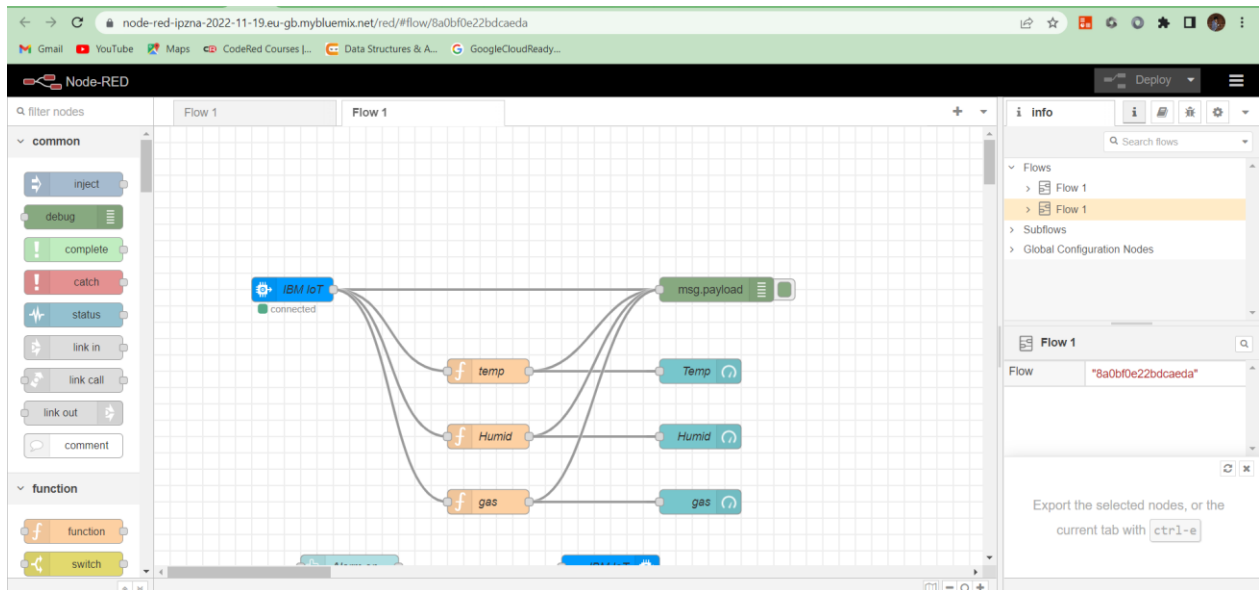 node-red-ipzna-2022-11-19.eu-gb.mybluemix.net/red/#flow/8a0bf0e22bdcaeda
Gmail YouTube Maps CodeRed Courses |... Data Structures & A... GoogleCloudReady...
Node-RED Deploy
filter nodes Flow 1 Flow 1 i info
common
Search flows
Flows
inject Flow 1
debug Flow 1
Subflows
complete Global Configuration Nodes
catch
IBM IoT msg.payload
status connected
link in
Flow 1
temp Temp Flow "8a0bf0e22bdcaeda"
link call
link out
Humid Humid
comment
function
gas gas Export the selected nodes, or the
function current tab with ctrl-e
switch